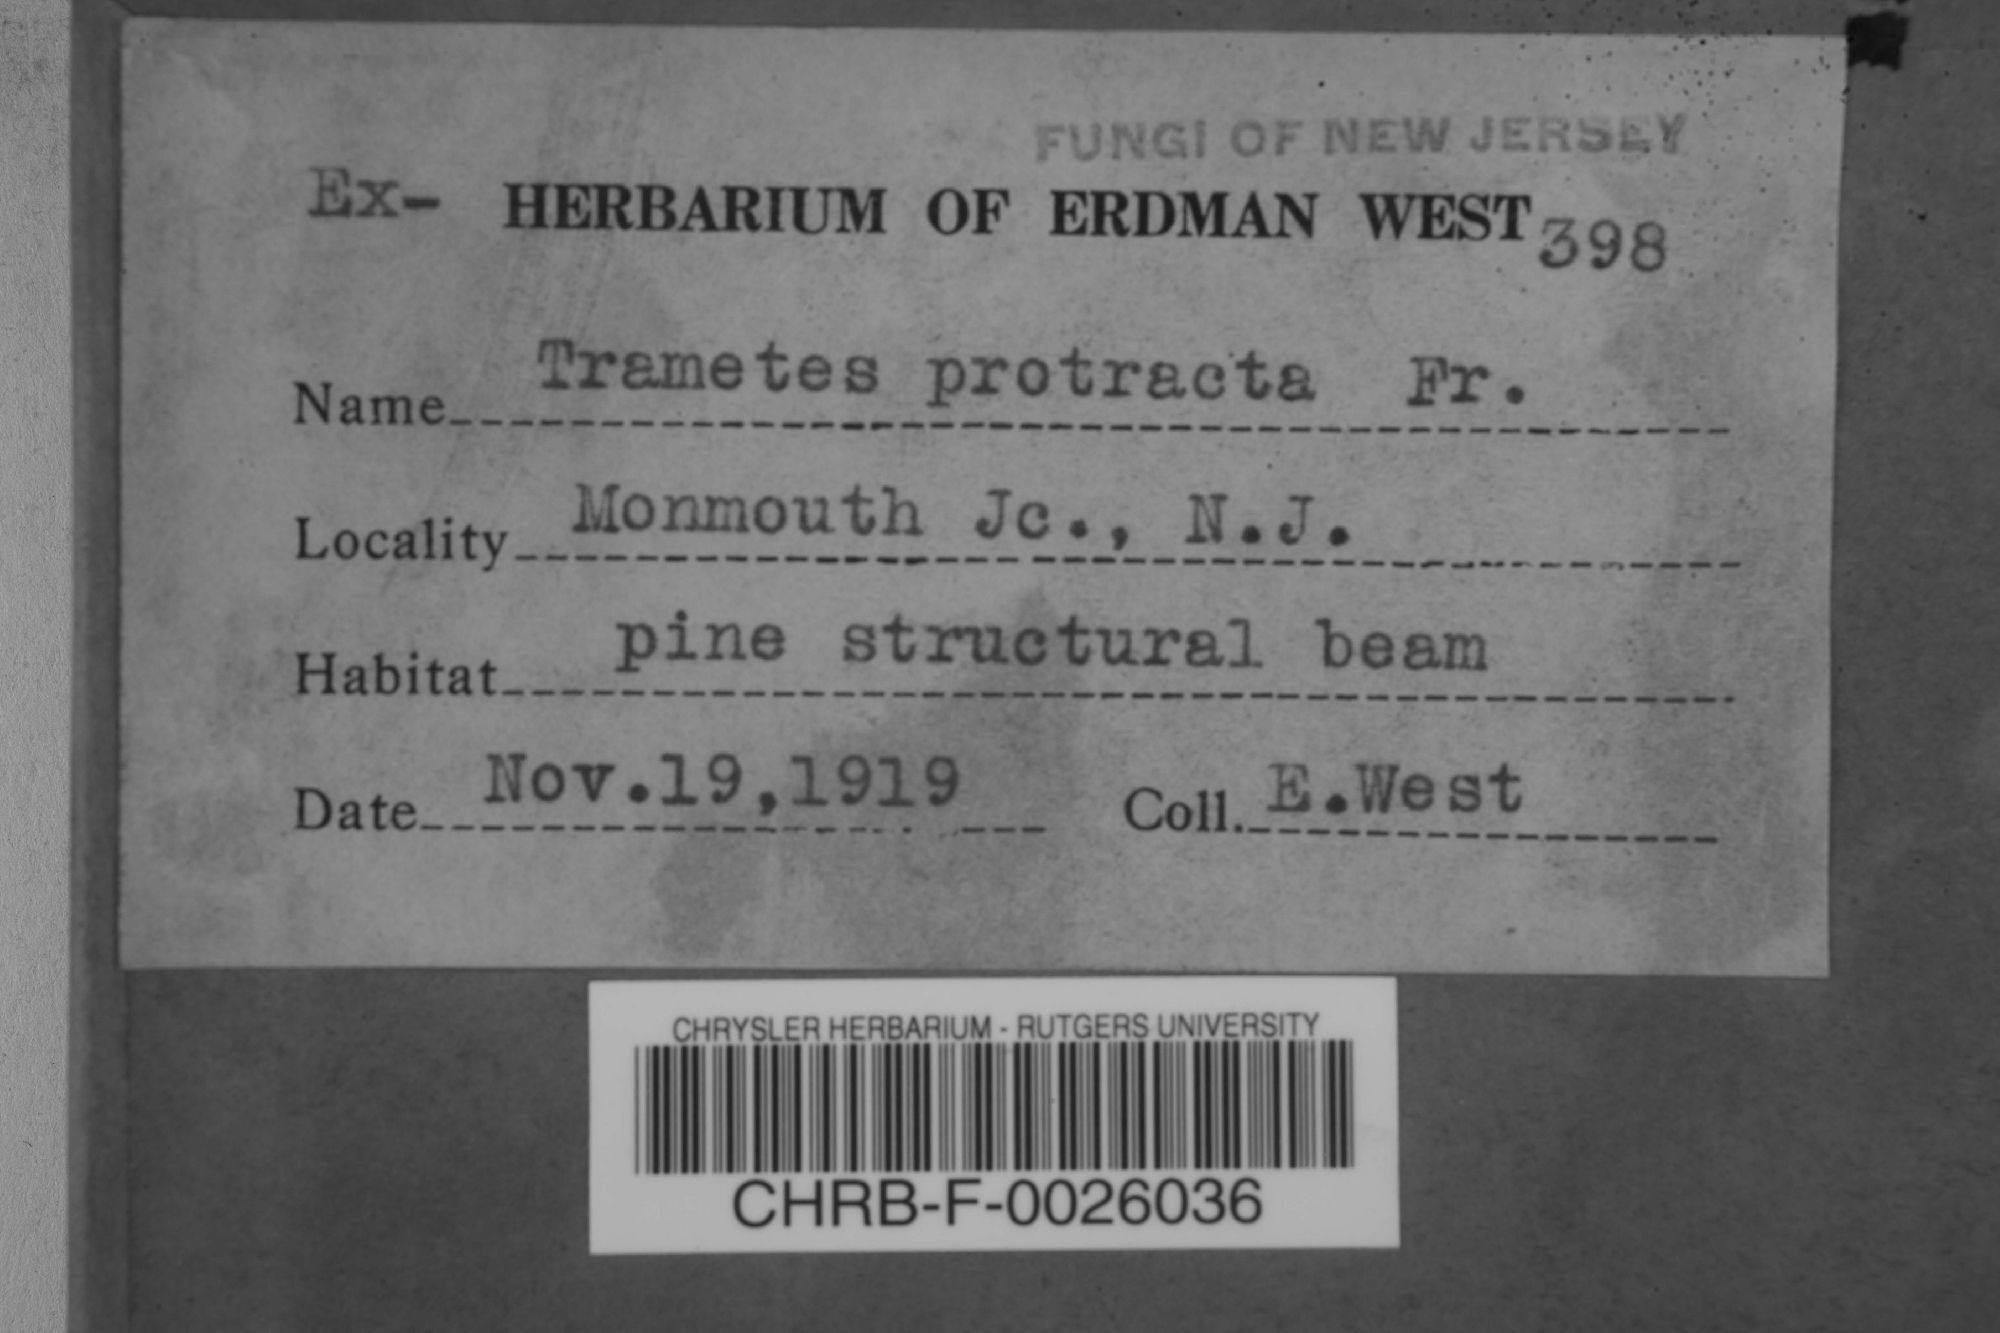 FUNGI OF NEW JERSEY
Ex- HERBARIUM OF ERDMAN WEST 398
Name Trametes protracta Fr.
Locality Monmouth Jc., N.J.
Habitat pine structural beam
Date Nov.19,1919 Coll. E.West
CHRYSLER HERBARIUM - RUTGERS UNIVERSITY
CHRB-F-0026036